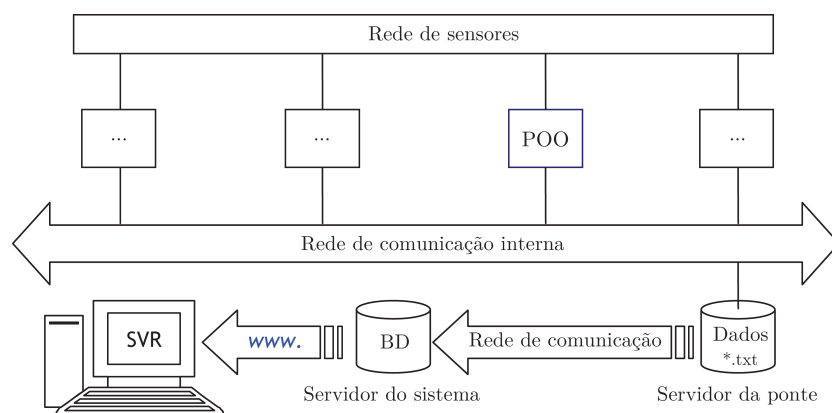 Rede de sensores
...
...
POO
...
Rede de comunicação interna
SVR
www.
BD
Rede de comunicação
Dados
*.txt
Servidor do sistema
Servidor da ponte